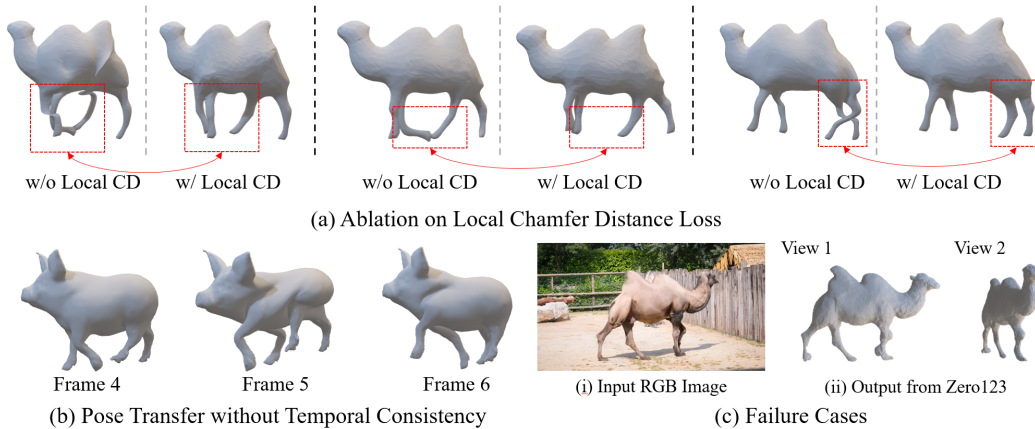 w/o Local CD
w/ Local CD
w/o Local CD
w/ Local CD
w/o Local CD
w/ Local CD
(a) Ablation on Local Chamfer Distance Loss
View 1
View 2
Frame 4
Frame 5
Frame 6
(i) Input RGB Image
(ii) Output from Zero123
(b) Pose Transfer without Temporal Consistency
(c) Failure Cases